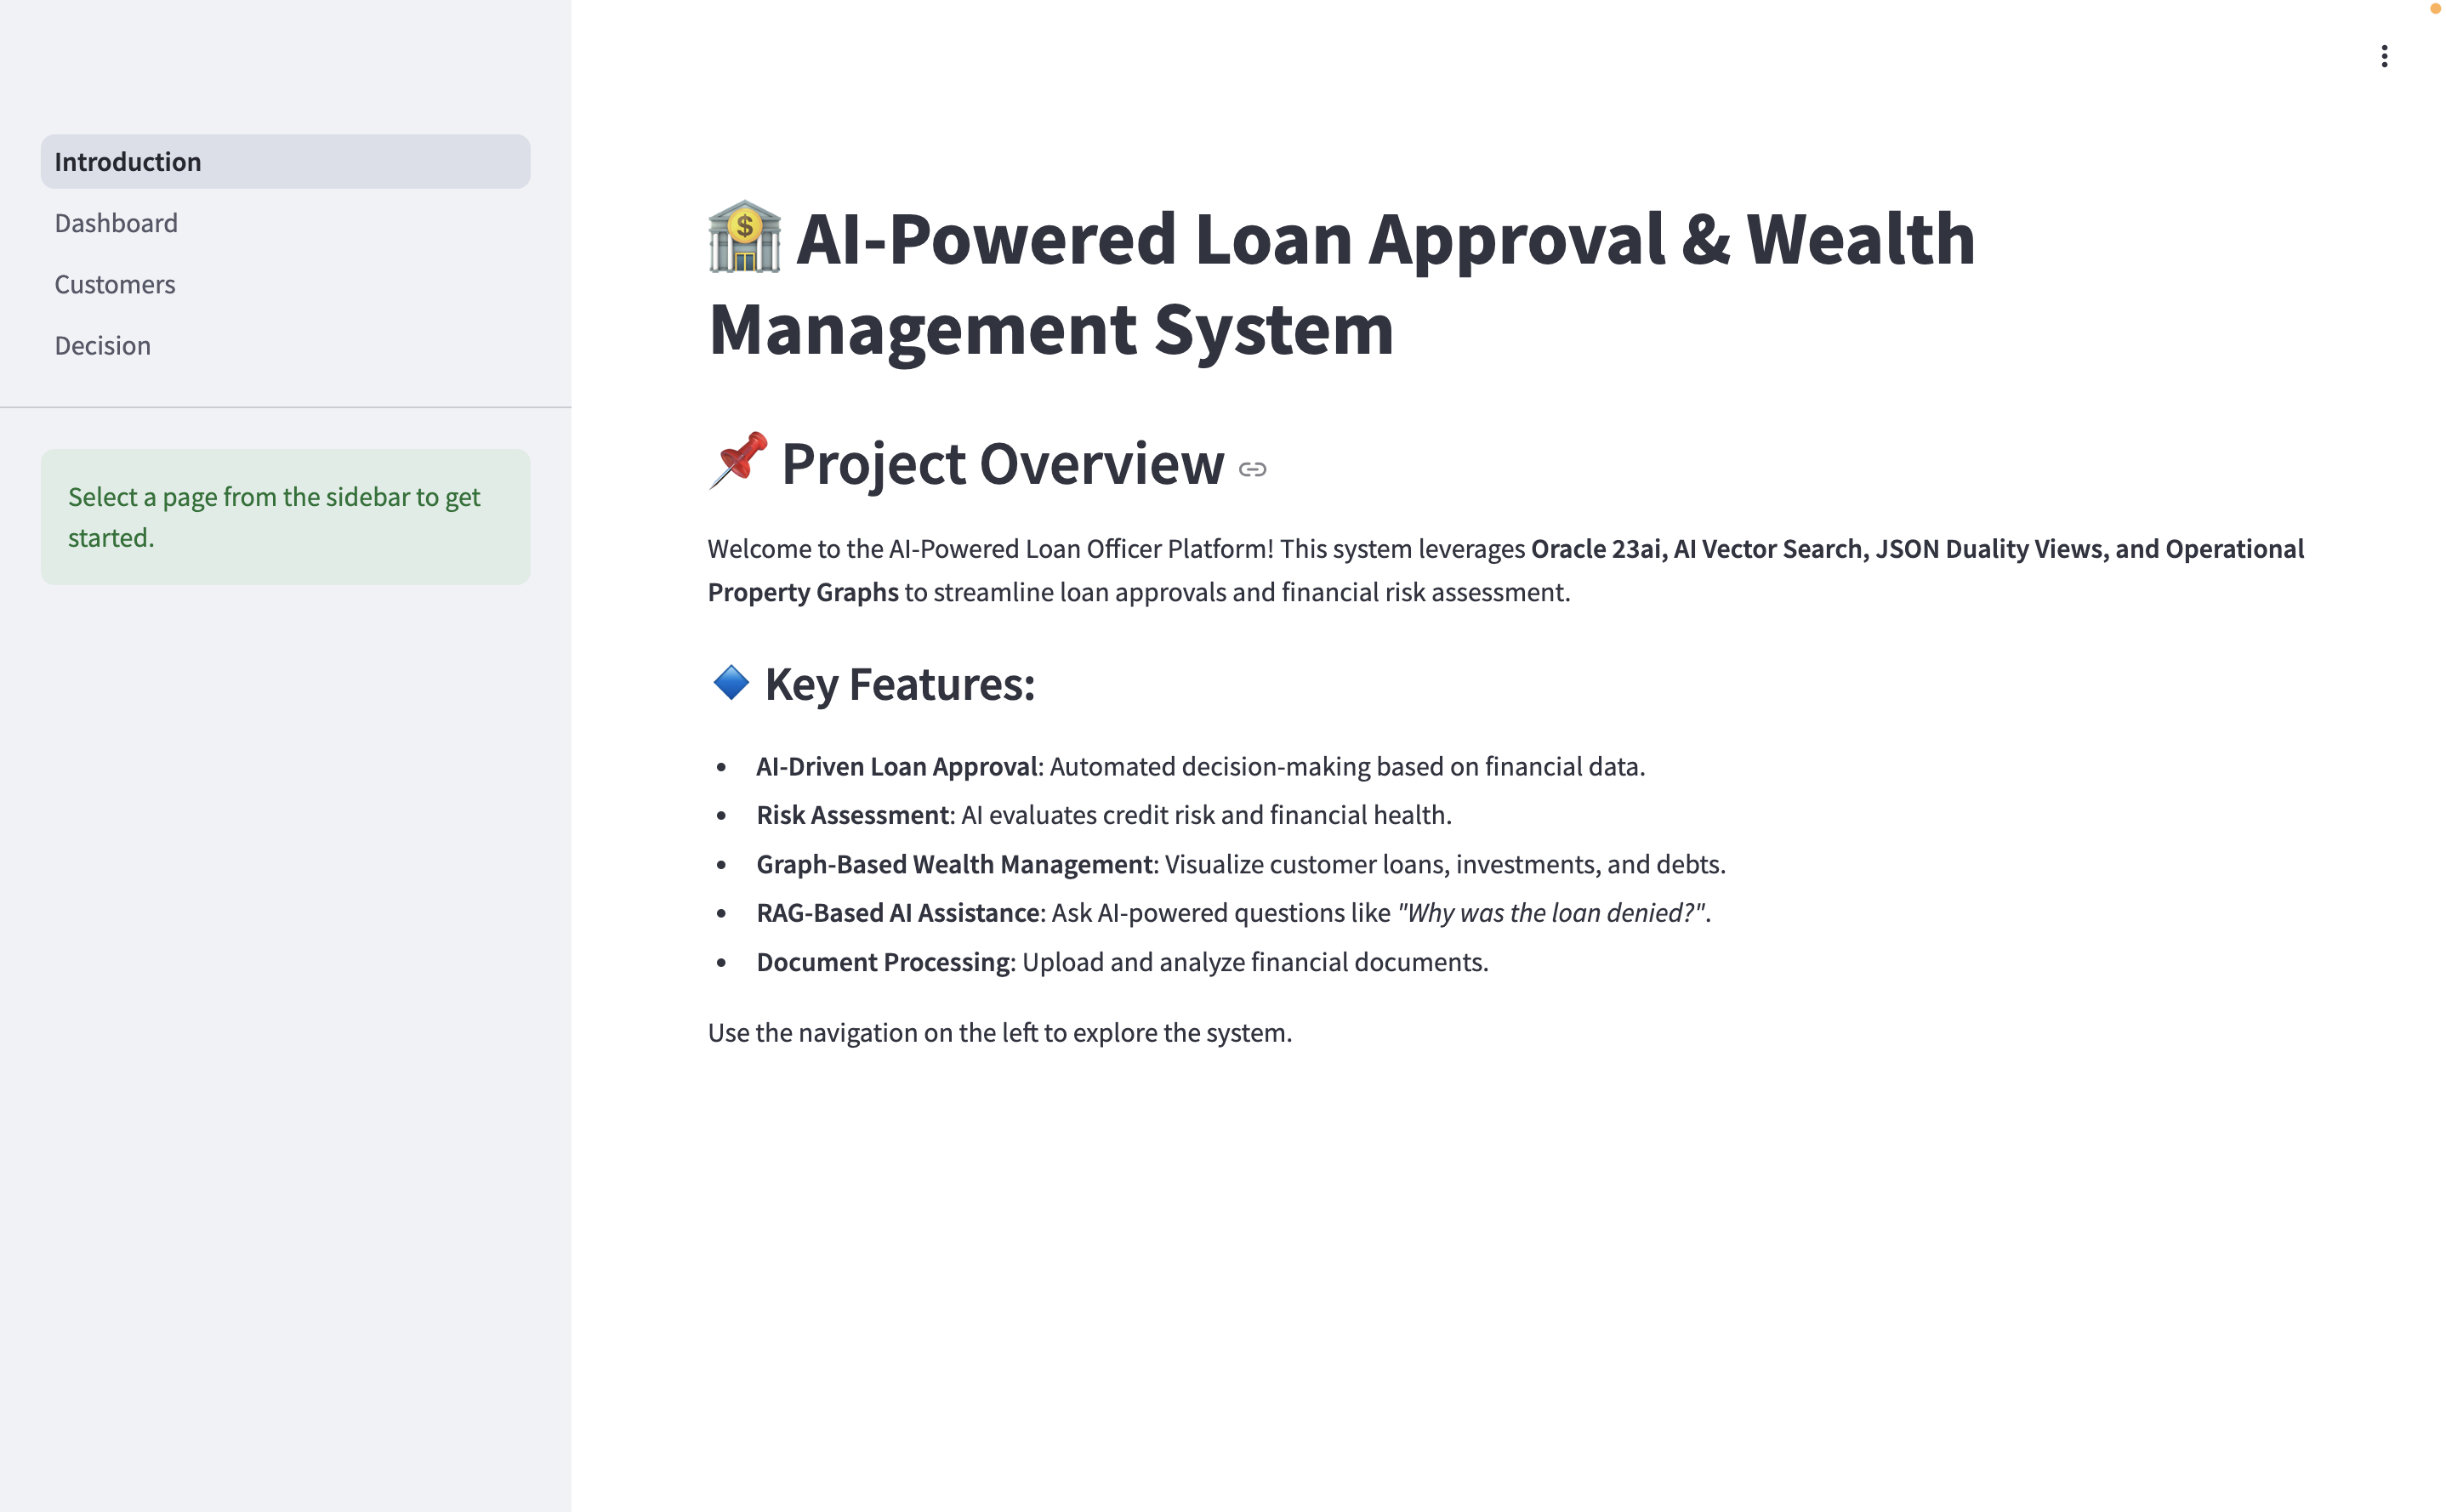 Introduction
Dashboard
Customers
Decision
Select a page from the sidebar to get
started.
AI-Powered Loan Approval & Wealth
Management System
Project Overview
Welcome to the AI-Powered Loan Officer Platform! This system leverages Oracle 23ai, AI Vector Search, JSON Duality Views, and Operational
Property Graphs to streamline loan approvals and financial risk assessment.
Key Features:
AI-Driven Loan Approval: Automated decision-making based on financial data.
Risk Assessment: AI evaluates credit risk and financial health.
Graph-Based Wealth Management: Visualize customer loans, investments, and debts.
RAG-Based AI Assistance: Ask AI-powered questions like "Why was the loan denied?".
Document Processing: Upload and analyze financial documents.
Use the navigation on the left to explore the system.